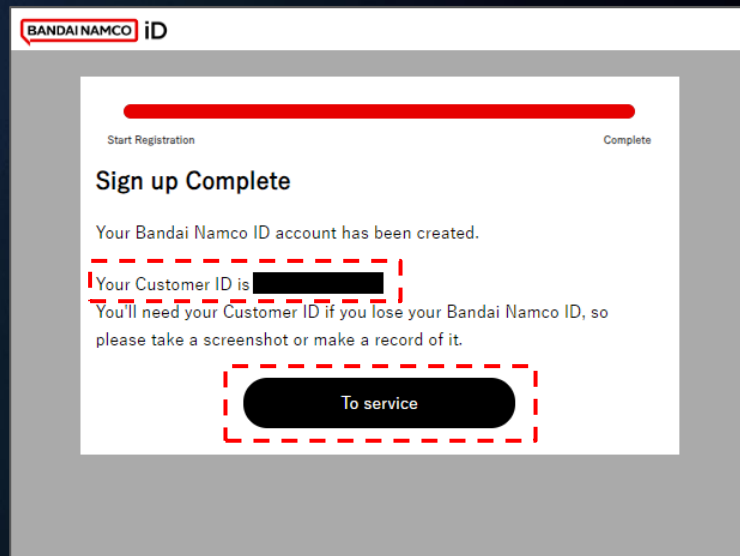 BANDAI NAMCO iD
Start Registration
Complete
Sign up Complete
Your Bandai Namco ID account has been created.
Your Customer ID is
You'll need your Customer ID if you lose your Bandai Namco ID, so
please take a screenshot or make a record of it.
To service